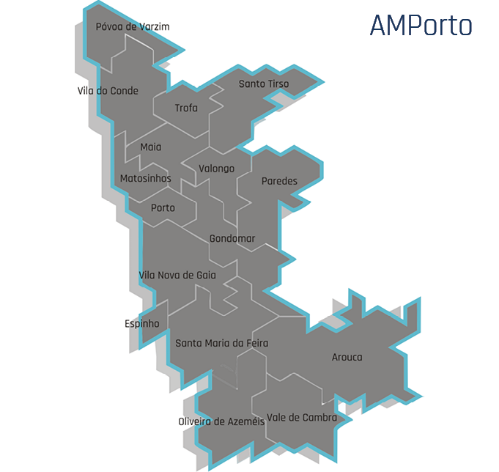 AMPorto
Póvoa de Varzim
Vila do Conde
Santo Tirso
Trofa
Maia
Valongo
Matosinhos
Paredes
Porto
Gondomar
Vila Nova de Gaia
Espinho
Santa Maria da Feira
Arouca
Oliveira de Azeméis
Vale de Cambra